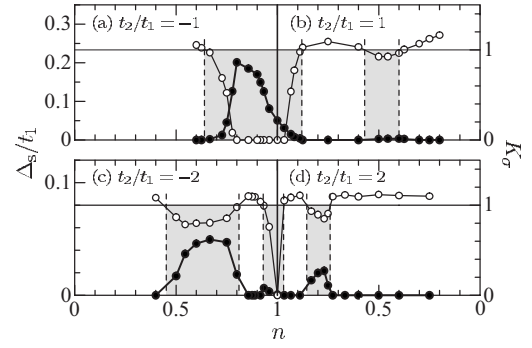 (a) t₂/t₁ = −1
(b) t₂/t₁ = 1
0.3
0.2
0.1
0
1
0
Δₛ/t₁
K_σ
(c) t₂/t₁ = −2
(d) t₂/t₁ = 2
0.1
0
1
0
0
0.5
1
0.5
0
n